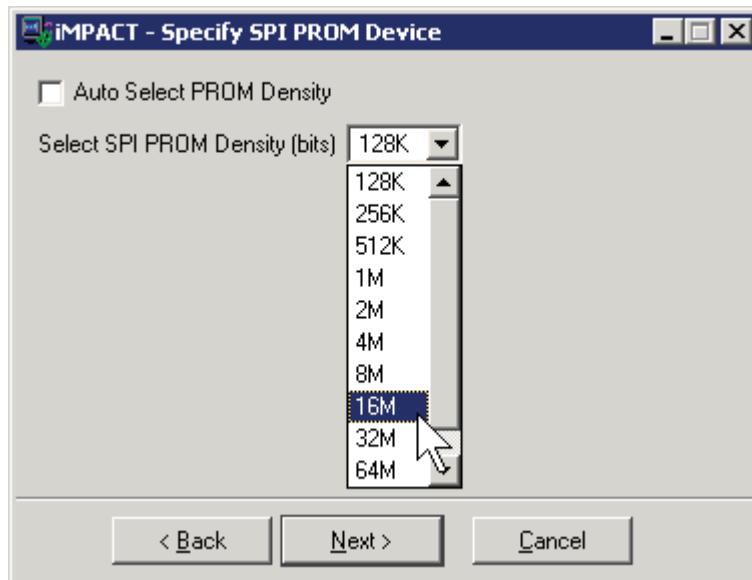 iMPACT - Specify SPI PROM Device
Auto Select PROM Density
Select SPI PROM Density (bits) 128K
128K
256K
512K
1M
2M
4M
8M
16M
32M
64M
< Back Next > Cancel